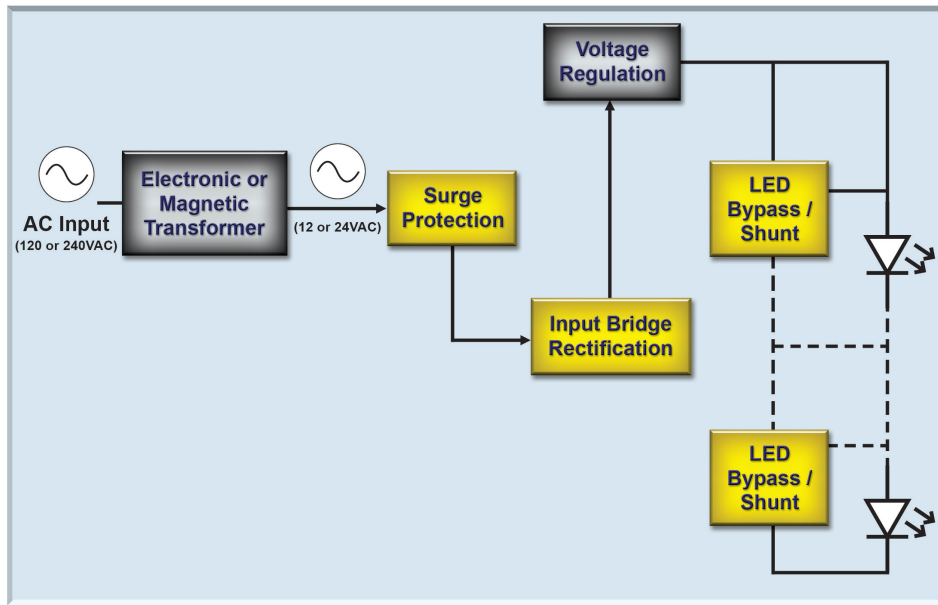 Voltage
Regulation
AC Input
(120 or 240VAC)
Electronic or
Magnetic
Transformer
(12 or 24VAC)
Surge
Protection
Input Bridge
Rectification
LED
Bypass /
Shunt
LED
Bypass /
Shunt